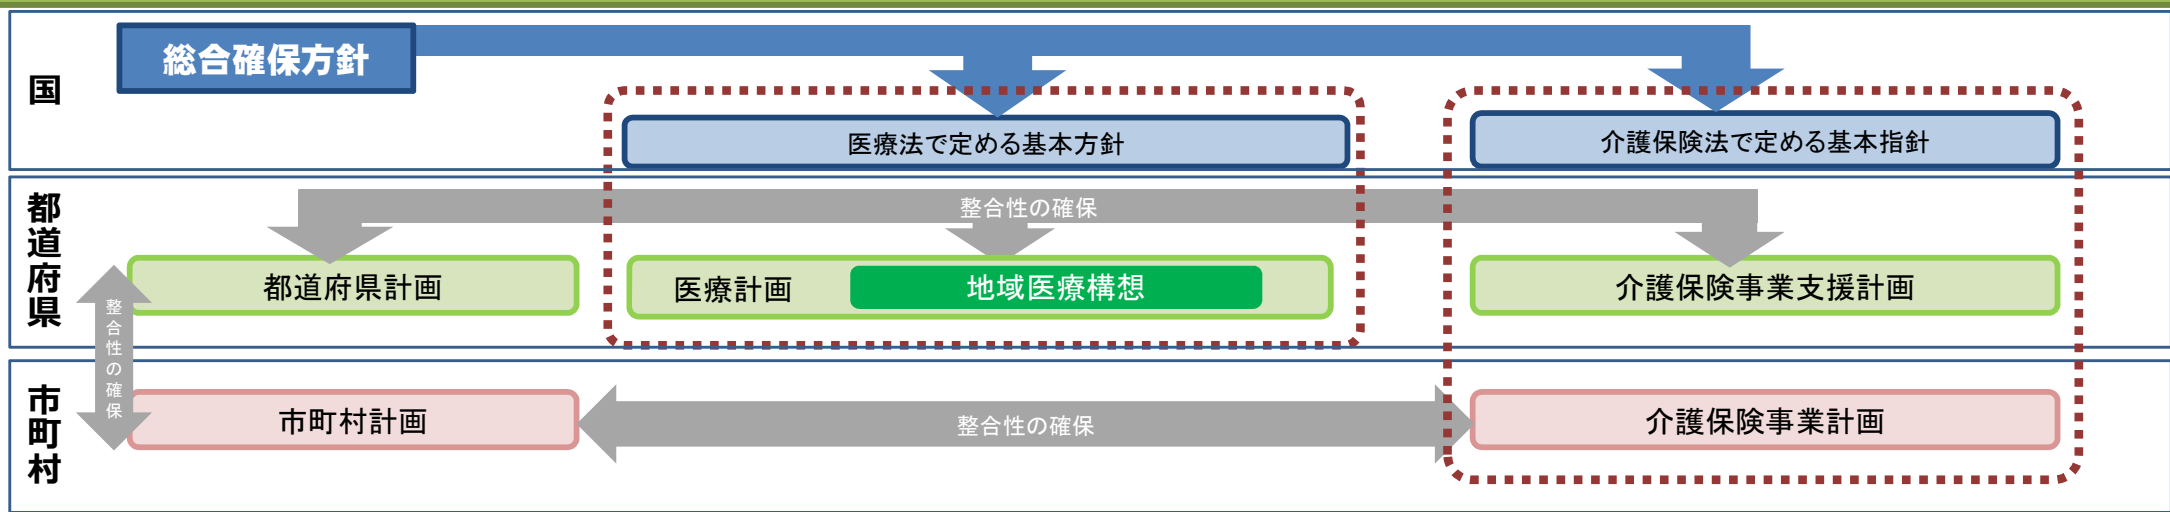 国
総合確保方針
医療法で定める基本方針
介護保険法で定める基本指針
都道府県
整合性の確保
都道府県計画
医療計画
地域医療構想
介護保険事業支援計画
整合性の確保
市町村
市町村計画
整合性の確保
介護保険事業計画